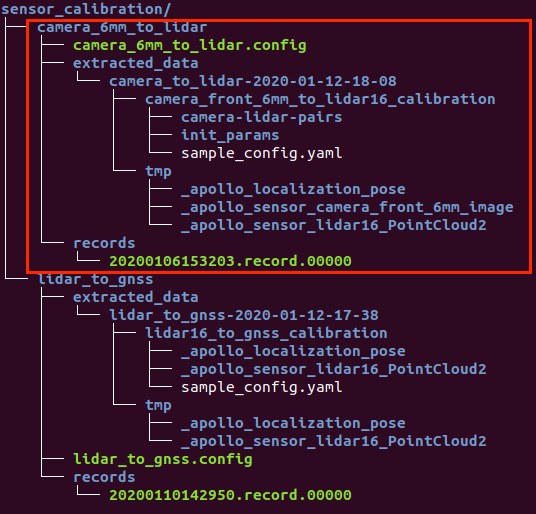 sensor_calibration/
camera_6mm_to_lidar
camera_6mm_to_lidar.config
extracted_data
camera_to_lidar-2020-01-12-18-08
camera_front_6mm_to_lidar16_calibration
camera-lidar-pairs
init_params
sample_config.yaml
tmp
_apollo_localization_pose
_apollo_sensor_camera_front_6mm_image
_apollo_sensor_lidar16_PointCloud2
records
20200106153203.record.00000
lidar_to_gnss
extracted_data
lidar_to_gnss-2020-01-12-17-38
lidar16_to_gnss_calibration
_apollo_localization_pose
_apollo_sensor_lidar16_PointCloud2
sample_config.yaml
tmp
_apollo_localization_pose
_apollo_sensor_lidar16_PointCloud2
lidar_to_gnss.config
records
20200110142950.record.00000